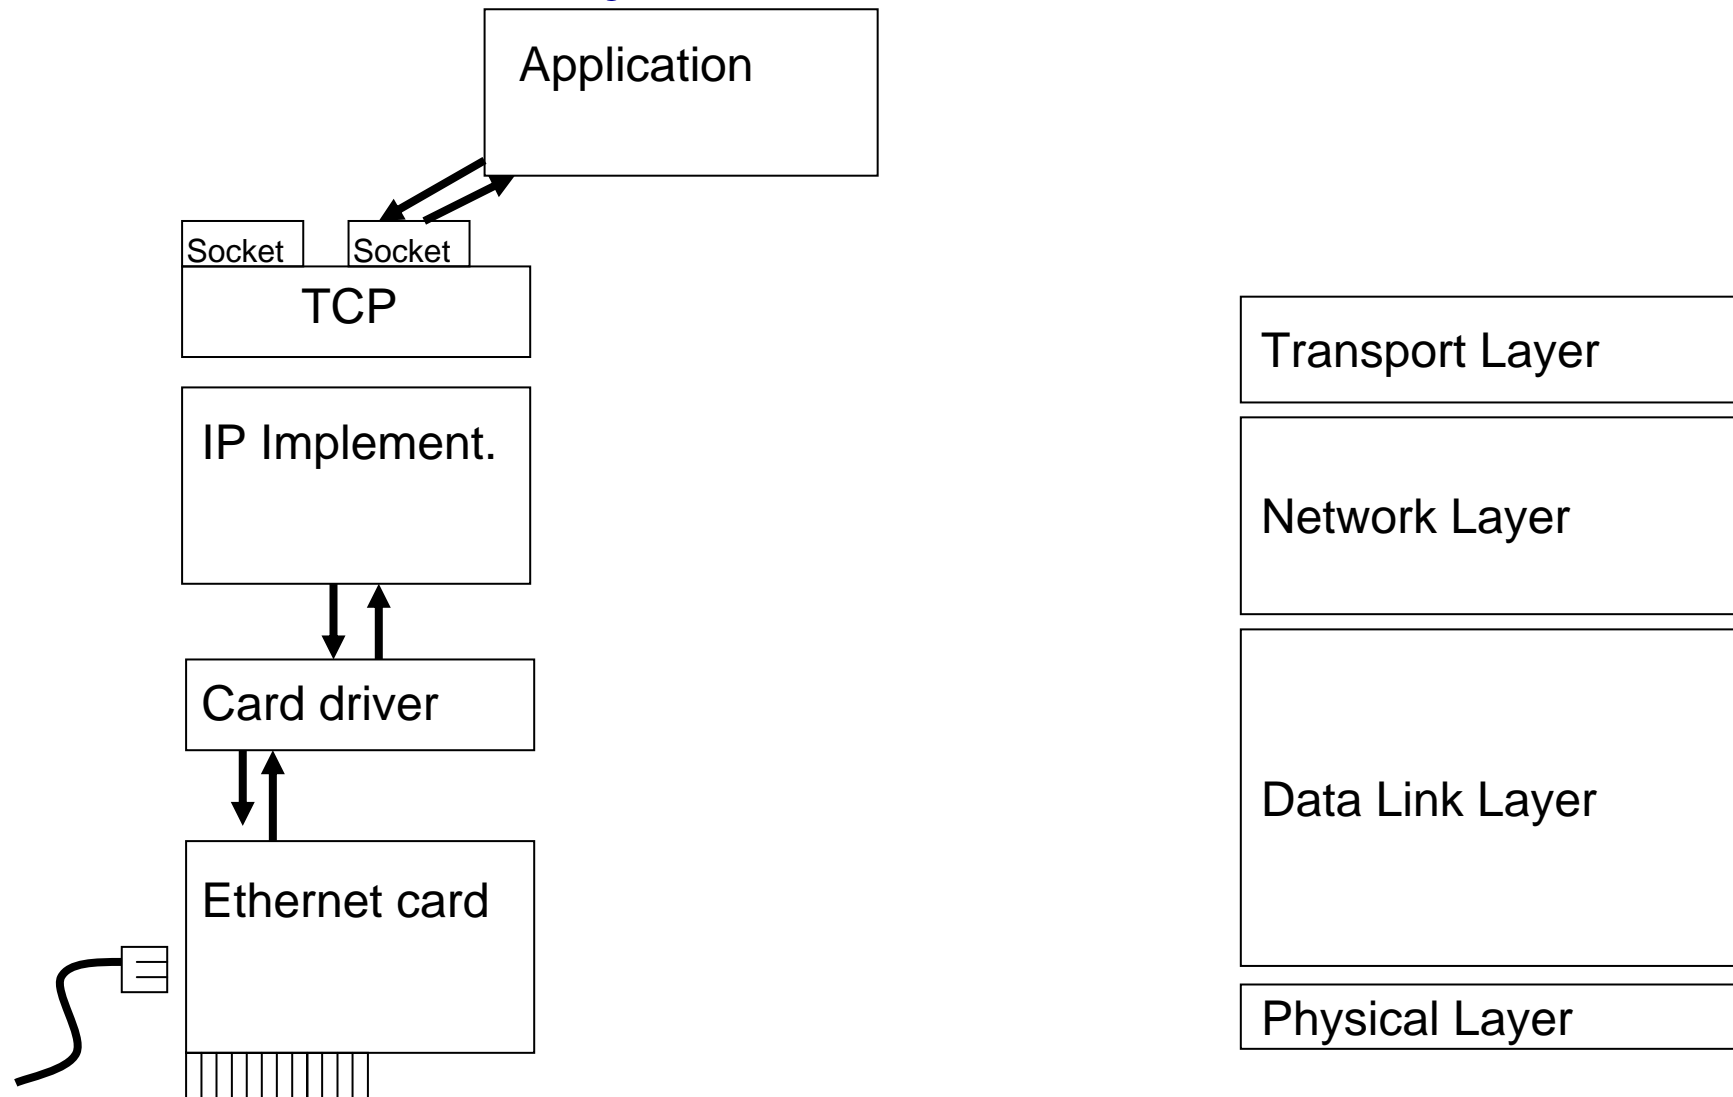 Application
Socket Socket
TCP
IP Implement.
Card driver
Ethernet card
Transport Layer
Network Layer
Data Link Layer
Physical Layer